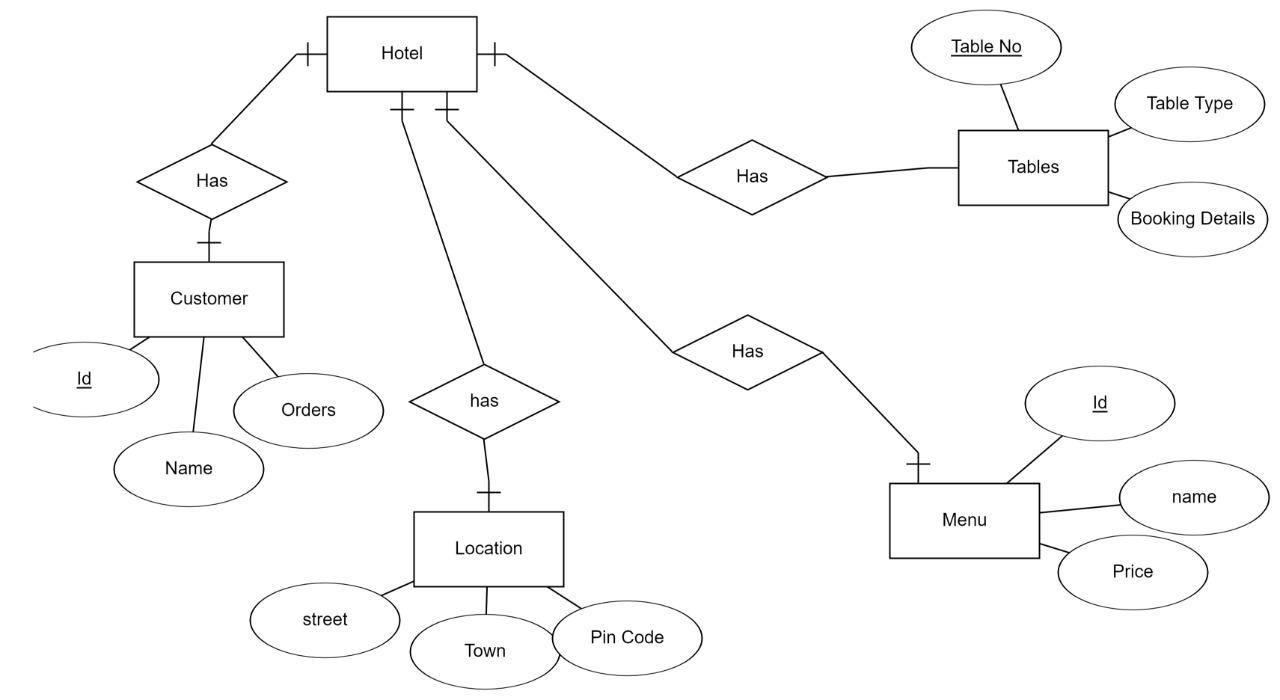 Hotel
Table No
Table Type
Tables
Booking Details
Has
Has
Customer
Id
Orders
Name
Has
has
Location
street
Town
Pin Code
Id
Menu
name
Price